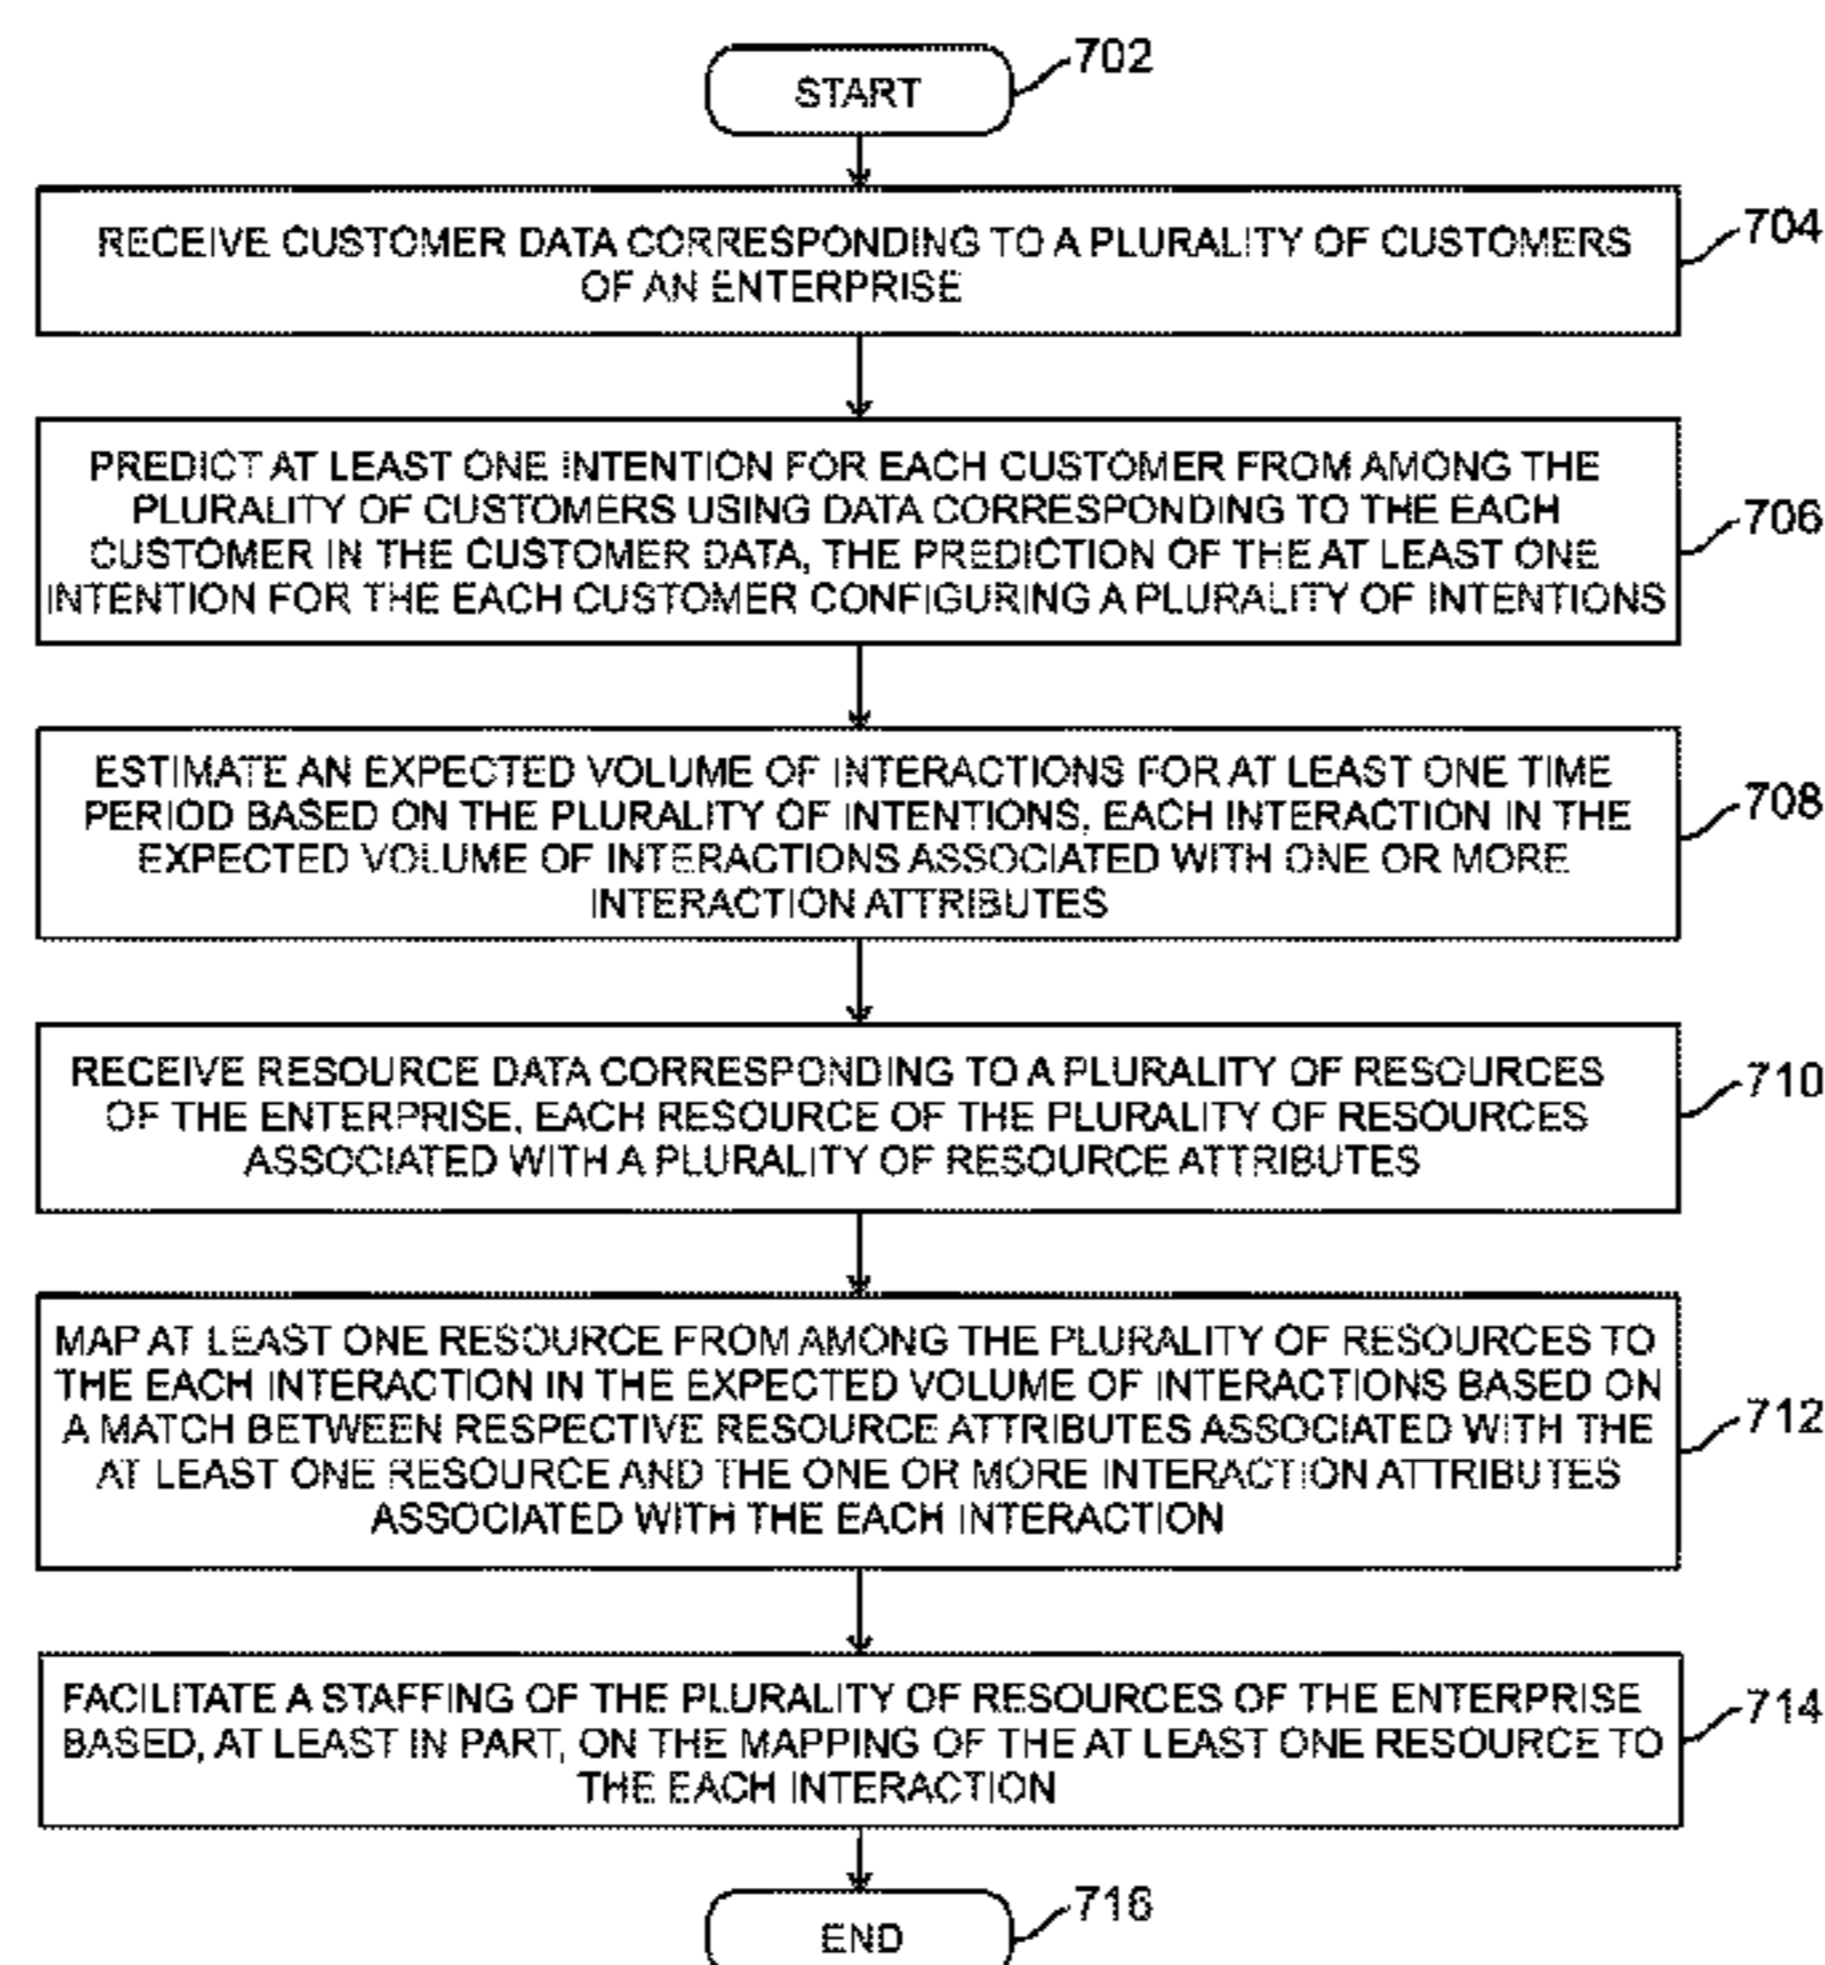 START
702
RECEIVE CUSTOMER DATA CORRESPONDING TO A PLURALITY OF CUSTOMERS
OF AN ENTERPRISE
704
PREDICT AT LEAST ONE INTENTION FOR EACH CUSTOMER FROM AMONG THE
PLURALITY OF CUSTOMERS USING DATA CORRESPONDING TO THE EACH
CUSTOMER IN THE CUSTOMER DATA, THE PREDICTION OF THE AT LEAST ONE
INTENTION FOR THE EACH CUSTOMER CONFIGURING A PLURALITY OF INTENTIONS
706
ESTIMATE AN EXPECTED VOLUME OF INTERACTIONS FOR AT LEAST ONE TIME
PERIOD BASED ON THE PLURALITY OF INTENTIONS, EACH INTERACTION IN THE
EXPECTED VOLUME OF INTERACTIONS ASSOCIATED WITH ONE OR MORE
INTERACTION ATTRIBUTES
708
RECEIVE RESOURCE DATA CORRESPONDING TO A PLURALITY OF RESOURCES
OF THE ENTERPRISE, EACH RESOURCE OF THE PLURALITY OF RESOURCES
ASSOCIATED WITH A PLURALITY OF RESOURCE ATTRIBUTES
710
MAP AT LEAST ONE RESOURCE FROM AMONG THE PLURALITY OF RESOURCES TO
THE EACH INTERACTION IN THE EXPECTED VOLUME OF INTERACTIONS BASED ON
A MATCH BETWEEN RESPECTIVE RESOURCE ATTRIBUTES ASSOCIATED WITH THE
AT LEAST ONE RESOURCE AND THE ONE OR MORE INTERACTION ATTRIBUTES
ASSOCIATED WITH THE EACH INTERACTION
712
FACILITATE A STAFFING OF THE PLURALITY OF RESOURCES OF THE ENTERPRISE
BASED, AT LEAST IN PART, ON THE MAPPING OF THE AT LEAST ONE RESOURCE TO
THE EACH INTERACTION
714
END
716